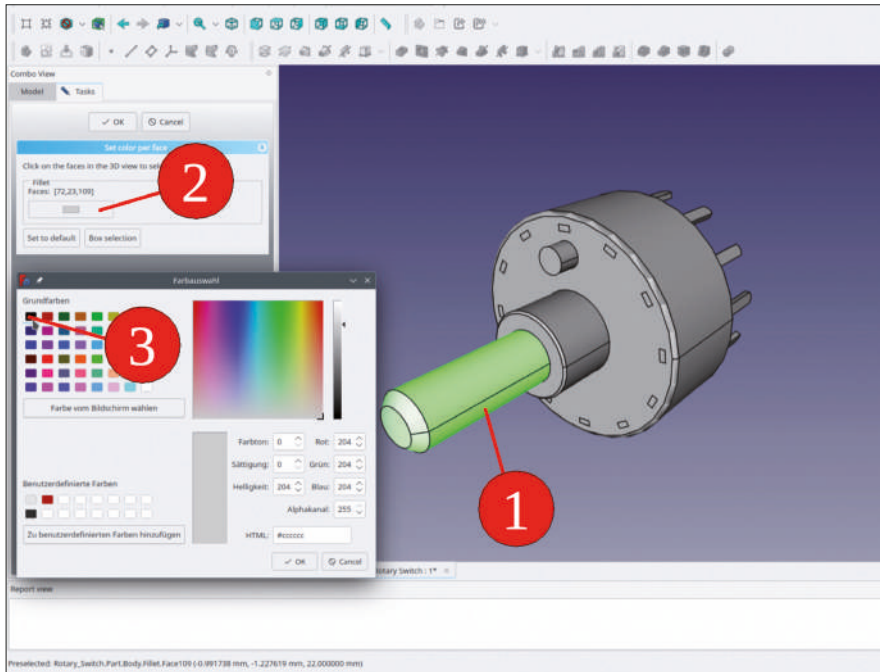 Combo View
Model Tasks
OK Cancel
Set color per face
Click on the faces in the 3D view to sel
Fillet
Faces: [72,23,109]
2
Set to default Box selection
Farbauswahl
Grundfarben
3
Farbe vom Bildschirm wählen
Farbton: 0 Rot: 204
Sättigung: 0 Grün: 204
Benutzerdefinierte Farben
Helligkeit: 204 Blau: 204
Alphakanal: 255
Zu benutzerdefinierten Farben hinzufügen
HTML: #cccccc
OK Cancel
1
Rotary Switch : 1*
Report view
Preselected: Rotary_Switch.Part.Body.Fillet.Face109 (-0.991738 mm, -1.227619 mm, 22.000000 mm)